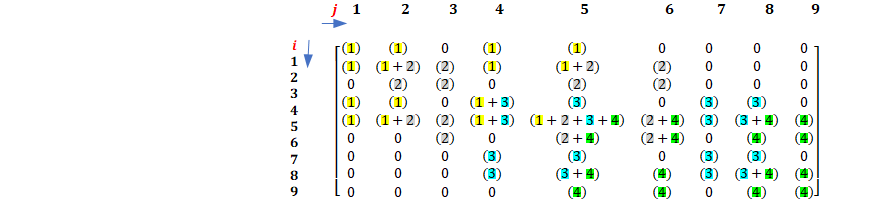 j 1 2 3 4 5 6 7 8 9
i (1) (1) 0 (1) (1) 0 0 0 0
1 (1) (1 + 2) (2) (1) (1 + 2) (2) 0 0 0
2 0 (2) (2) 0 (2) (2) 0 0 0
3
4 (1) (1) 0 (1 + 3) (3) 0 (3) (3) 0
5 (1) (1 + 2) (2) (1 + 3) (1 + 2 + 3 + 4) (2 + 4) (3) (3 + 4) (4)
6 0 0 (2) 0 (2 + 4) (2 + 4) 0 (4) (4)
7 0 0 0 (3) (3) 0 (3) (3) 0
8 0 0 0 (3) (3 + 4) (4) (3) (3 + 4) (4)
9 0 0 0 0 (4) (4) 0 (4) (4)